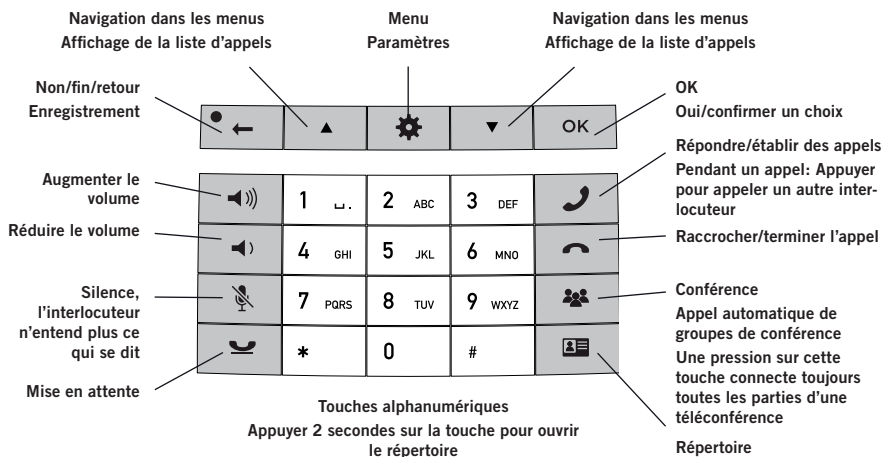 Navigation dans les menus
Affichage de la liste d'appels
Menu
Paramètres
Navigation dans les menus
Affichage de la liste d'appels
Non/fin/retour
Enregistrement
OK
OK
Oui/confirmer un choix
Répondre/établir des appels
Pendant un appel: Appuyer
pour appeler un autre inter-
locuteur
Augmenter le
volume
1 ⎵ .
2 ABC
3 DEF
Réduire le volume
4 GHI
5 JKL
6 MNO
Raccrocher/terminer l'appel
Silence,
l'interlocuteur
n'entend plus ce
qui se dit
7 PQRS
8 TUV
9 WXYZ
Conférence
Appel automatique de
groupes de conférence
Une pression sur cette
touche connecte toujours
toutes les parties d'une
téléconférence
Mise en attente
*
0
#
Touches alphanumériques
Appuyer 2 secondes sur la touche pour ouvrir
le répertoire
Répertoire